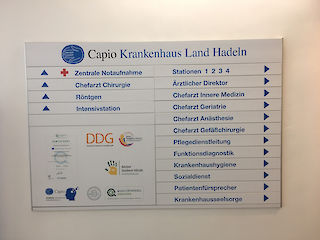 Capio Krankenhaus Land Hadeln
Zentrale Notaufnahme
Chefarzt Chirurgie
Röntgen
Intensivstation
Stationen 1 2 3 4
Ärztlicher Direktor
Chefarzt Innere Medizin
Chefarzt Geriatrie
Chefarzt Anästhesie
Chefarzt Gefäßchirurgie
Pflegedienstleitung
Funktionsdiagnostik
Krankenhaushygiene
Sozialdienst
Patientenfürsprecher
Krankenhausseelsorge
DDG
Capio